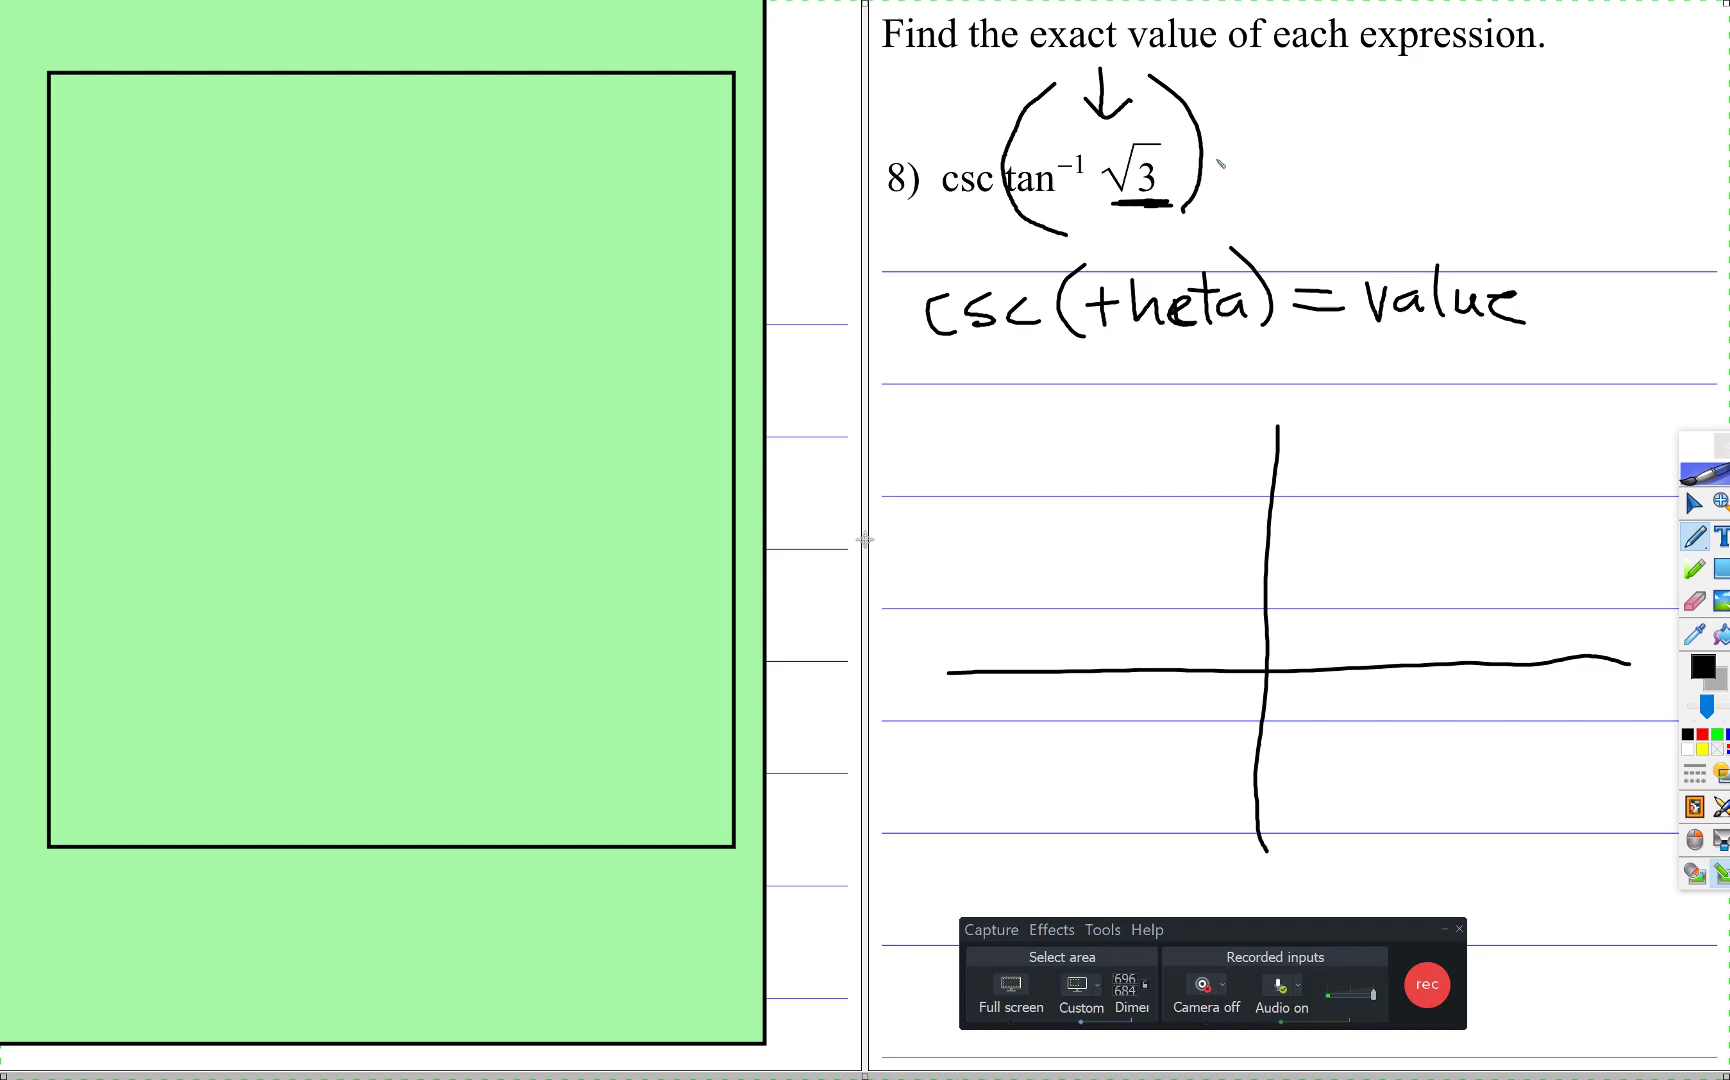 Find the exact value of each expression.
8) csc tan⁻¹ √3
csc(theta) = value
Capture Effects Tools Help
Select area
Recorded inputs
696
684
Full screen
Custom
Dimer
Camera off
Audio on
rec